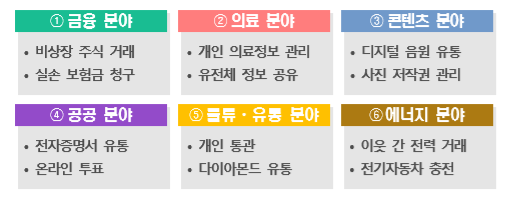 ① 금융 분야
• 비상장 주식 거래
• 실손 보험금 청구
② 의료 분야
• 개인 의료정보 관리
• 유전체 정보 공유
③ 콘텐츠 분야
• 디지털 음원 유통
• 사진 저작권 관리
④ 공공 분야
• 전자증명서 유통
• 온라인 투표
⑤ 물류・유통 분야
• 개인 통관
• 다이아몬드 유통
⑥ 에너지 분야
• 이웃 간 전력 거래
• 전기자동차 충전